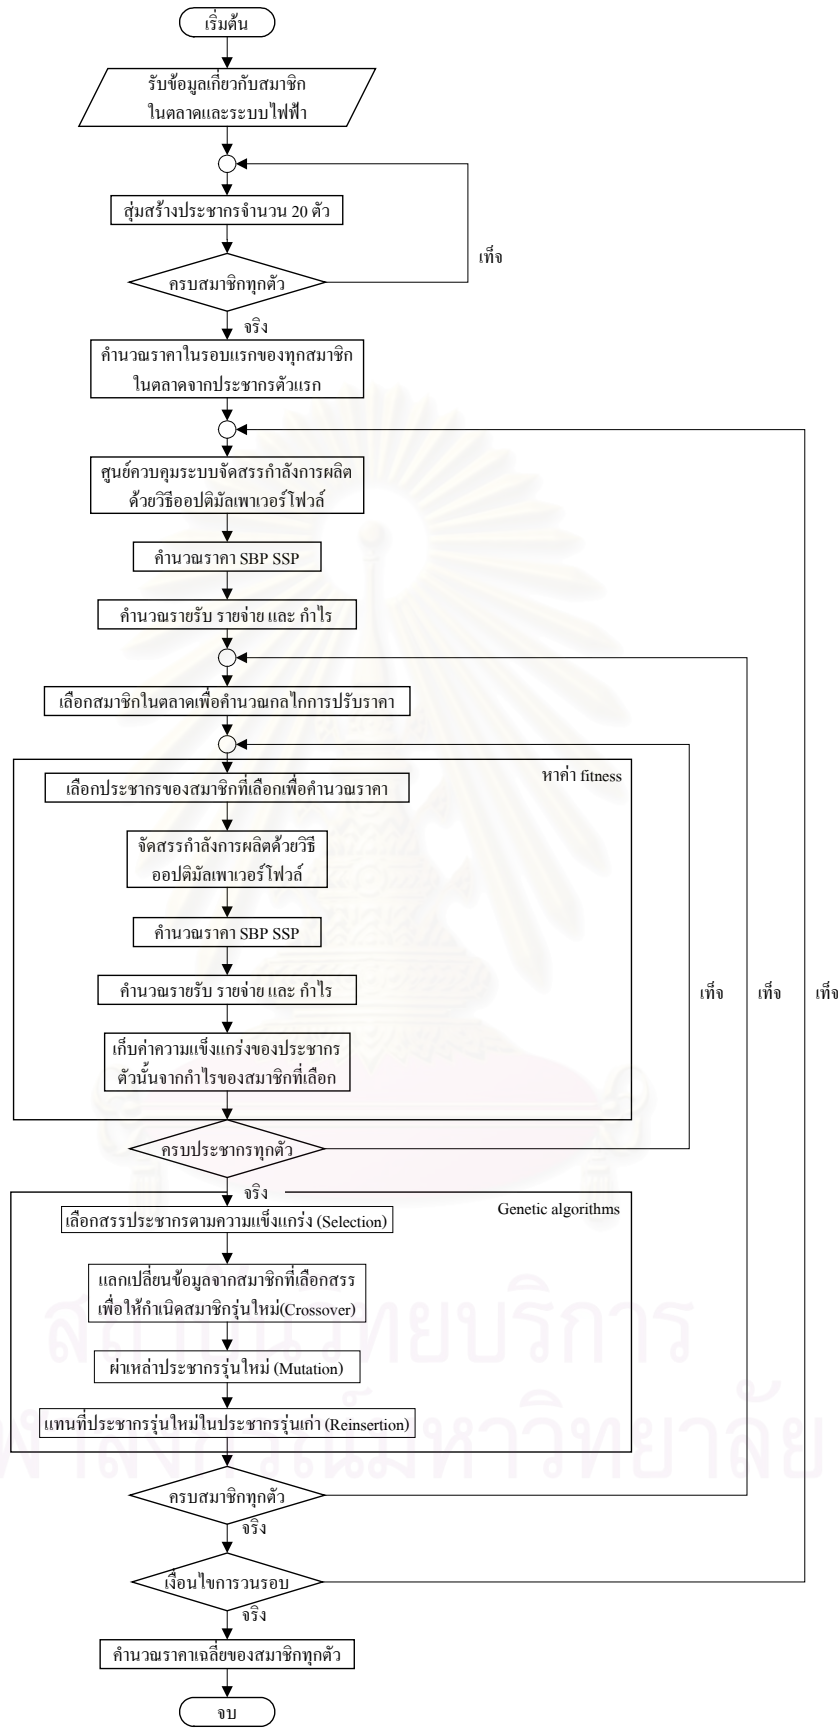 เริ่มต้น
รับข้อมูลเกี่ยวกับสมาชิก
ในตลาดและระบบไฟฟ้า
สุ่มสร้างประชากรจำนวน 20 ตัว
เท็จ
ครบสมาชิกทุกตัว
จริง
คำนวณราคาในรอบแรกของทุกสมาชิก
ในตลาดจากประชากรตัวแรก
ศูนย์ควบคุมระบบจัดสรรกำลังการผลิต
ด้วยวิธีออปติมัลเพาเวอร์โฟวล์
คำนวณราคา SBP SSP
คำนวณรายรับ รายจ่าย และ กำไร
เลือกสมาชิกในตลาดเพื่อคำนวณกลไกการปรับราคา
หาค่า fitness
เลือกประชากรของสมาชิกที่เลือกเพื่อคำนวณราคา
จัดสรรกำลังการผลิตด้วยวิธี
ออปติมัลเพาเวอร์โฟวล์
คำนวณราคา SBP SSP
คำนวณรายรับ รายจ่าย และ กำไร
เท็จ
เท็จ
เท็จ
เก็บค่าความแข็งแกร่งของประชากร
ตัวนั้นจากกำไรของสมาชิกที่เลือก
ครบประชากรทุกตัว
จริง
Genetic algorithms
เลือกสรรประชากรตามความแข็งแกร่ง (Selection)
แลกเปลี่ยนข้อมูลจากสมาชิกที่เลือกสรร
เพื่อให้กำเนิดสมาชิกรุ่นใหม่(Crossover)
สถาบันวิทยบริการ
ผ่าเหล่าประชากรรุ่นใหม่ (Mutation)
แทนที่ประชากรรุ่นใหม่ในประชากรรุ่นเก่า (Reinsertion)
ครบสมาชิกทุกตัว
จริง
เงื่อนไขการวนรอบ
จริง
คำนวณราคาเฉลี่ยของสมาชิกทุกตัว
จบ